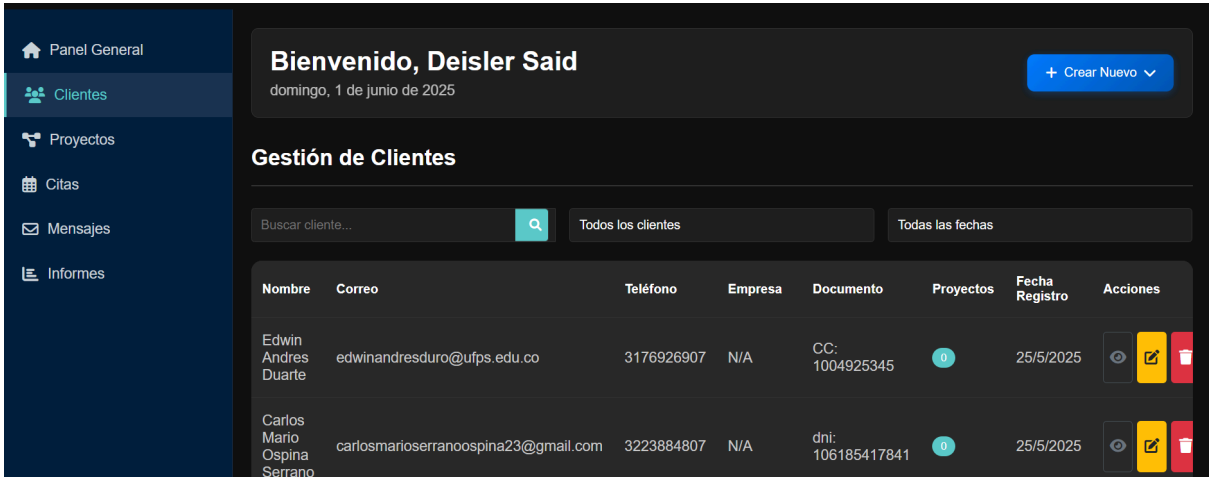 Panel General
Clientes
Proyectos
Citas
Mensajes
Informes
Bienvenido, Deisler Said
domingo, 1 de junio de 2025
+ Crear Nuevo
Gestión de Clientes
Buscar cliente...
Todos los clientes
Todas las fechas
Nombre Correo Teléfono Empresa Documento Proyectos Fecha Registro Acciones
Edwin Andres Duarte edwinandresduro@ufps.edu.co 3176926907 N/A CC: 1004925345 0 25/5/2025
Carlos Mario Ospina Serrano carlosmarioserranoospina23@gmail.com 3223884807 N/A dni: 106185417841 0 25/5/2025